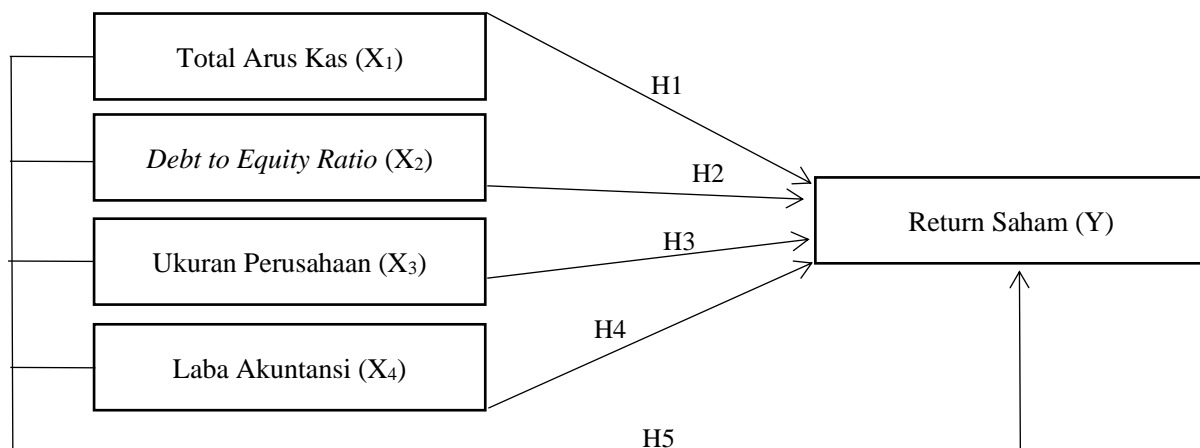 Total Arus Kas (X₁)
H1
Debt to Equity Ratio (X₂)
H2
Return Saham (Y)
H3
Ukuran Perusahaan (X₃)
H4
Laba Akuntansi (X₄)
H5